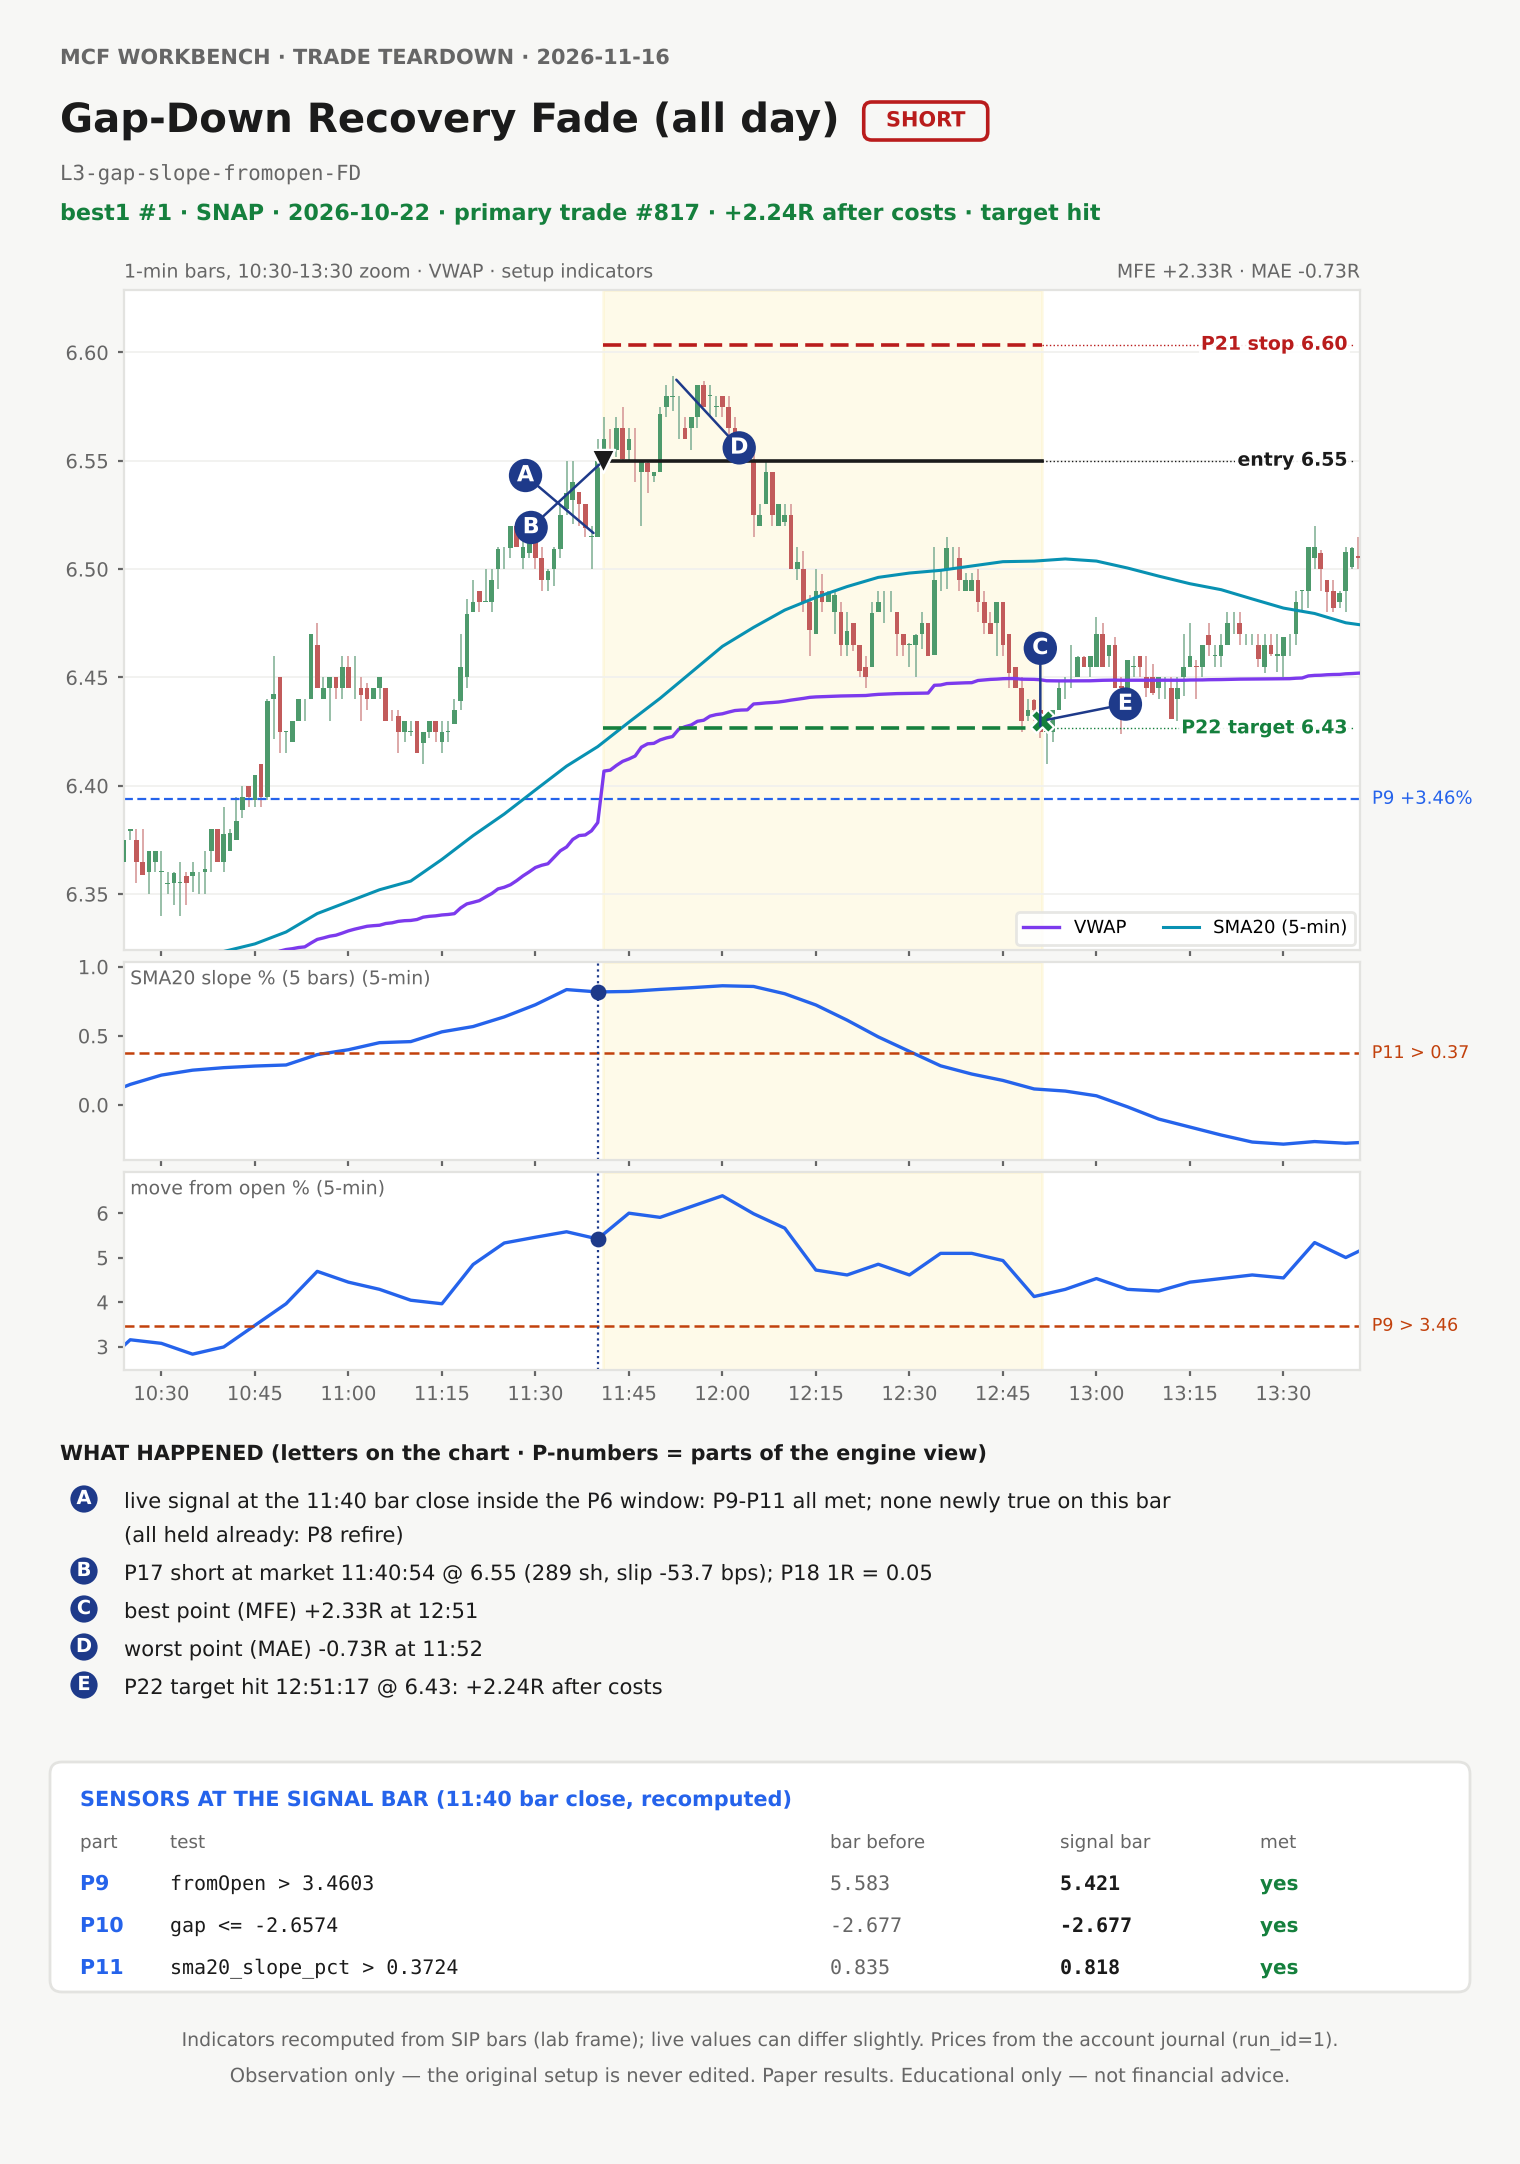 MCF WORKBENCH · TRADE TEARDOWN · 2026-11-16
Gap-Down Recovery Fade (all day) SHORT
L3-gap-slope-fromopen-FD
best1 #1 · SNAP · 2026-10-22 · primary trade #817 · +2.24R after costs · target hit
1-min bars, 10:30-13:30 zoom · VWAP · setup indicators MFE +2.33R · MAE -0.73R
6.60
P21 stop 6.60
6.55
entry 6.55
A
B
D
6.50
6.45
C
E
P22 target 6.43
6.40
P9 +3.46%
6.35
VWAP SMA20 (5-min)
SMA20 slope % (5 bars) (5-min)
1.0
0.5
0.0
P11 > 0.37
move from open % (5-min)
6
5
4
3
P9 > 3.46
10:30 10:45 11:00 11:15 11:30 11:45 12:00 12:15 12:30 12:45 13:00 13:15 13:30
WHAT HAPPENED (letters on the chart · P-numbers = parts of the engine view)
A live signal at the 11:40 bar close inside the P6 window: P9-P11 all met; none newly true on this bar
(all held already: P8 refire)
B P17 short at market 11:40:54 @ 6.55 (289 sh, slip -53.7 bps); P18 1R = 0.05
C best point (MFE) +2.33R at 12:51
D worst point (MAE) -0.73R at 11:52
E P22 target hit 12:51:17 @ 6.43: +2.24R after costs
SENSORS AT THE SIGNAL BAR (11:40 bar close, recomputed)
part test bar before signal bar met
P9 fromOpen > 3.4603 5.583 5.421 yes
P10 gap <= -2.6574 -2.677 -2.677 yes
P11 sma20_slope_pct > 0.3724 0.835 0.818 yes
Indicators recomputed from SIP bars (lab frame); live values can differ slightly. Prices from the account journal (run_id=1).
Observation only — the original setup is never edited. Paper results. Educational only — not financial advice.